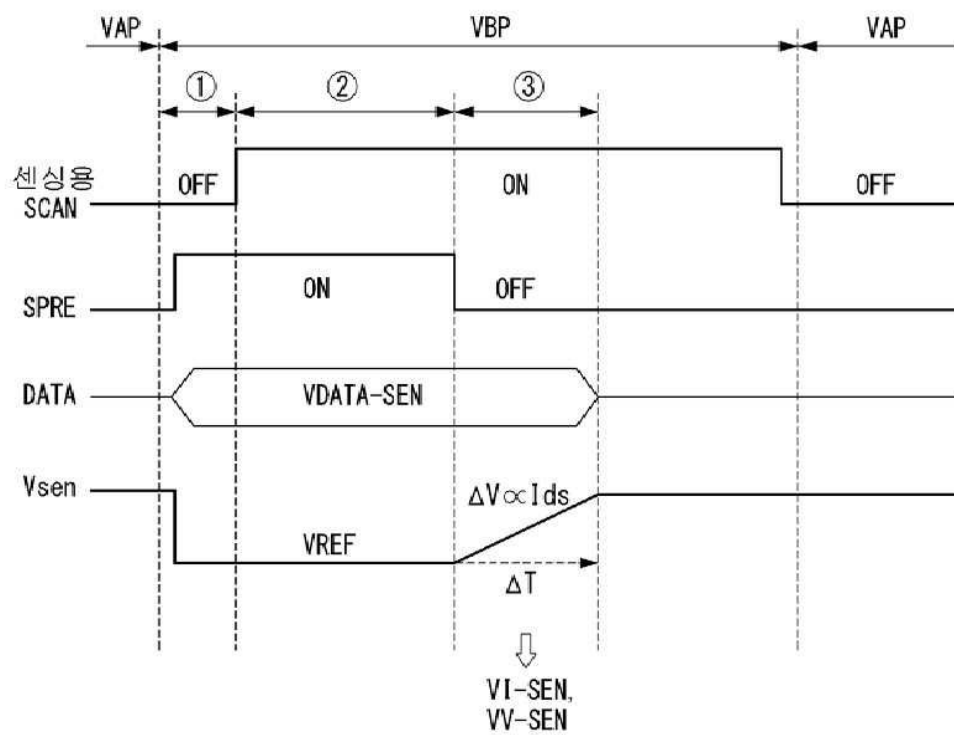 VAP VBP VAP
① ② ③
센싱용
SCAN OFF ON OFF
SPRE ON OFF
DATA VDATA-SEN
Vsen VREF ΔV∝Ids
ΔT
VI-SEN,
VV-SEN